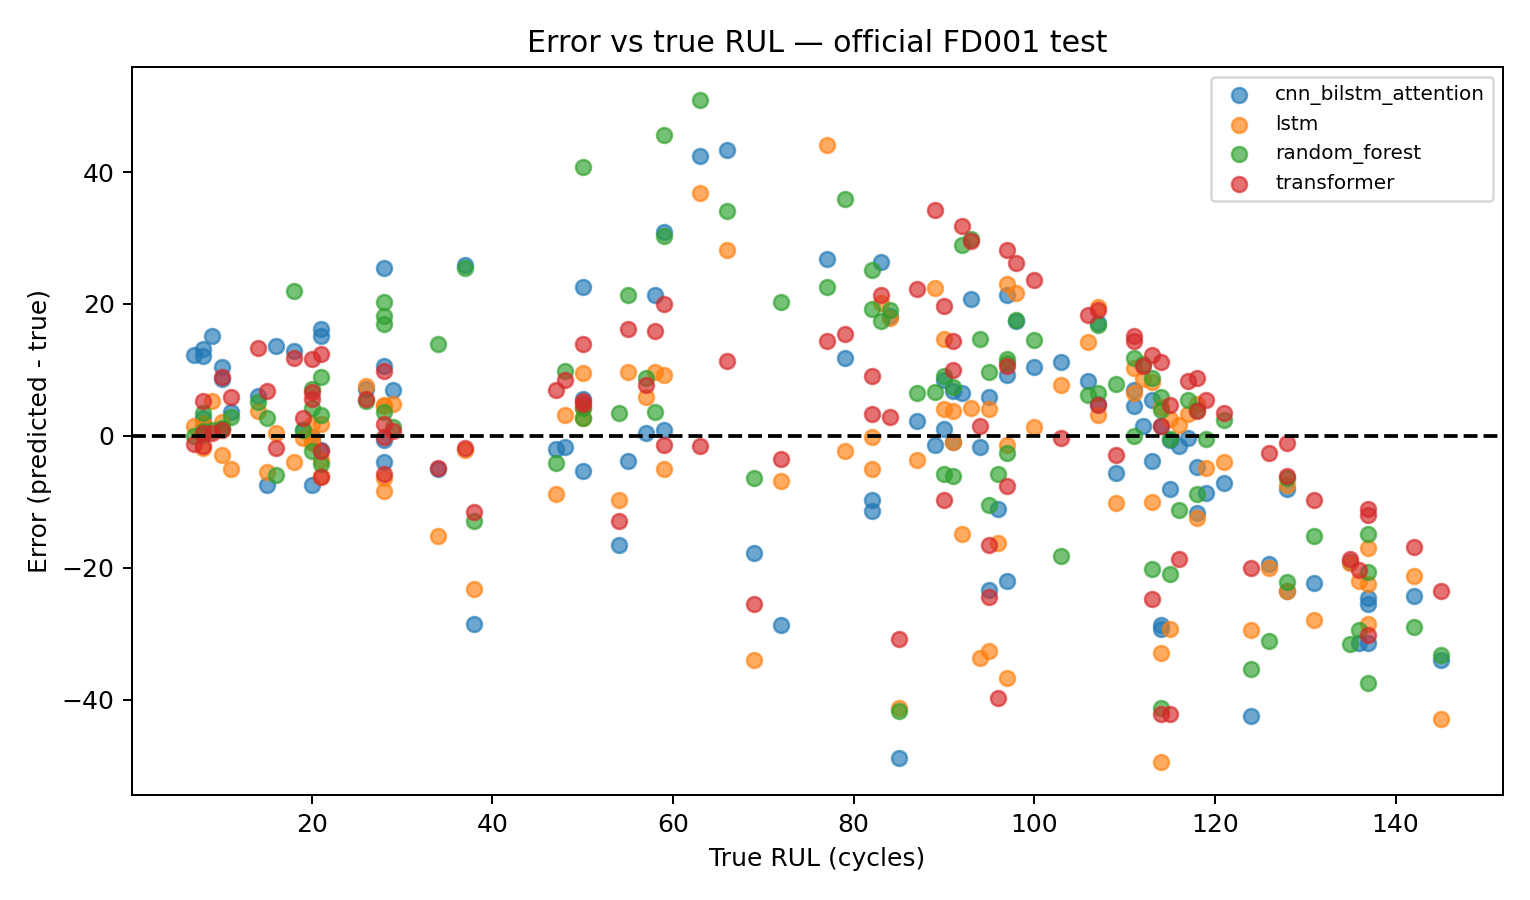 Error vs true RUL — official FD001 test
cnn_bilstm_attention
lstm
random_forest
transformer
Error (predicted - true)
40
20
0
−20
−40
20
40
60
80
100
120
140
True RUL (cycles)